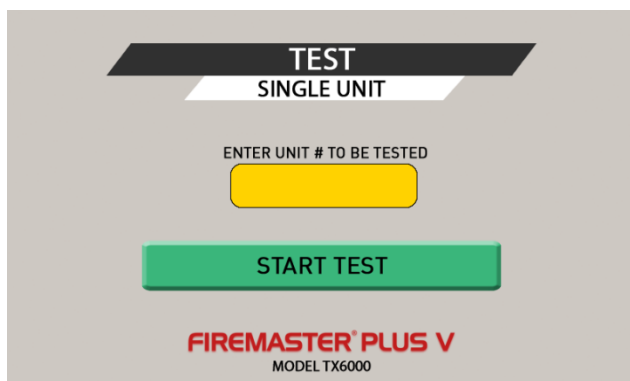 TEST
SINGLE UNIT
ENTER UNIT # TO BE TESTED
START TEST
FIREMASTER® PLUS V
MODEL TX6000